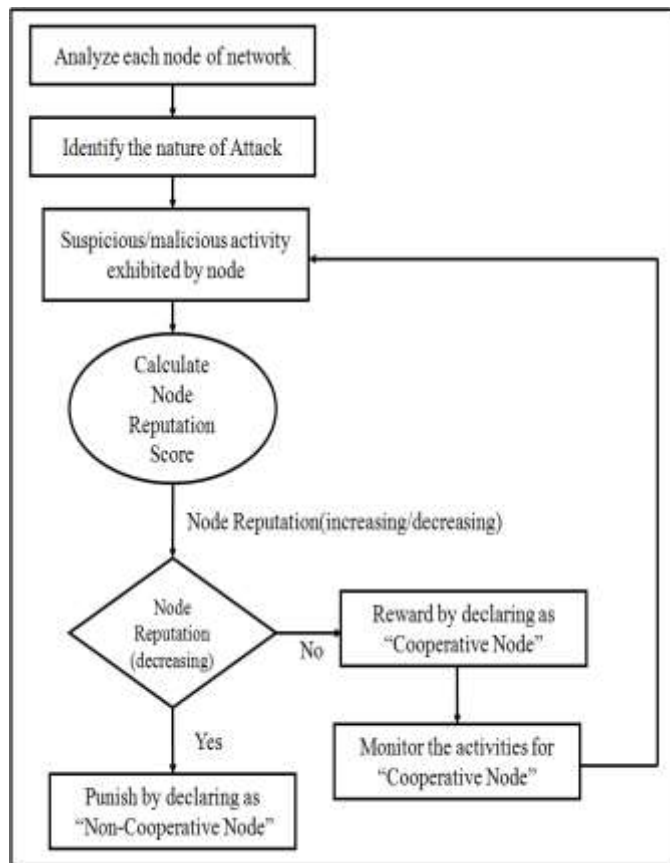 Analyze each node of network
Identify the nature of Attack
Suspicious/malicious activity
exhibited by node
Calculate
Node
Reputation
Score
Node Reputation(increasing/decreasing)
Node
Reputation
(decreasing)
No
Reward by declaring as
“Cooperative Node”
Yes
Monitor the activities for
“Cooperative Node”
Punish by declaring as
“Non-Cooperative Node”